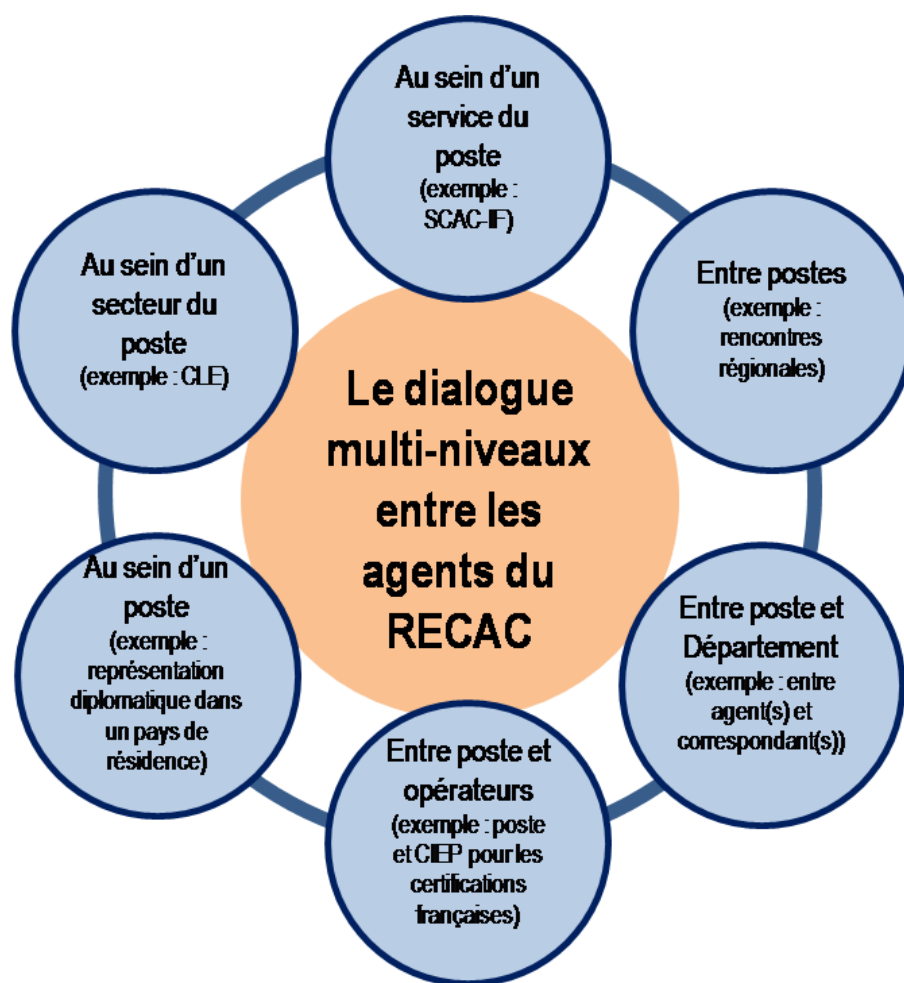 Au sein d'un
service du
poste
(exemple :
SCAC-IF)
Entre postes
(exemple :
rencontres
régionales)
Entre poste et
Département
(exemple : entre
agent(s) et
correspondant(s))
Entre poste et
opérateurs
(exemple : poste
et CIEP pour les
certifications
françaises)
Au sein d'un
poste
(exemple :
représentation
diplomatique dans
un pays de
résidence)
Au sein d'un
secteur du
poste
(exemple : CLE)
Le dialogue
multi-niveaux
entre les
agents du
RECAC